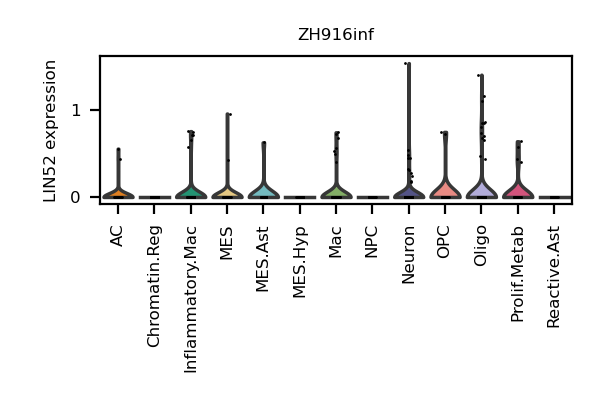 ZH916inf
LIN52 expression
1
0
AC
Chromatin.Reg
Inflammatory.Mac
MES
MES.Ast
MES.Hyp
Mac
NPC
Neuron
OPC
Oligo
Prolif.Metab
Reactive.Ast